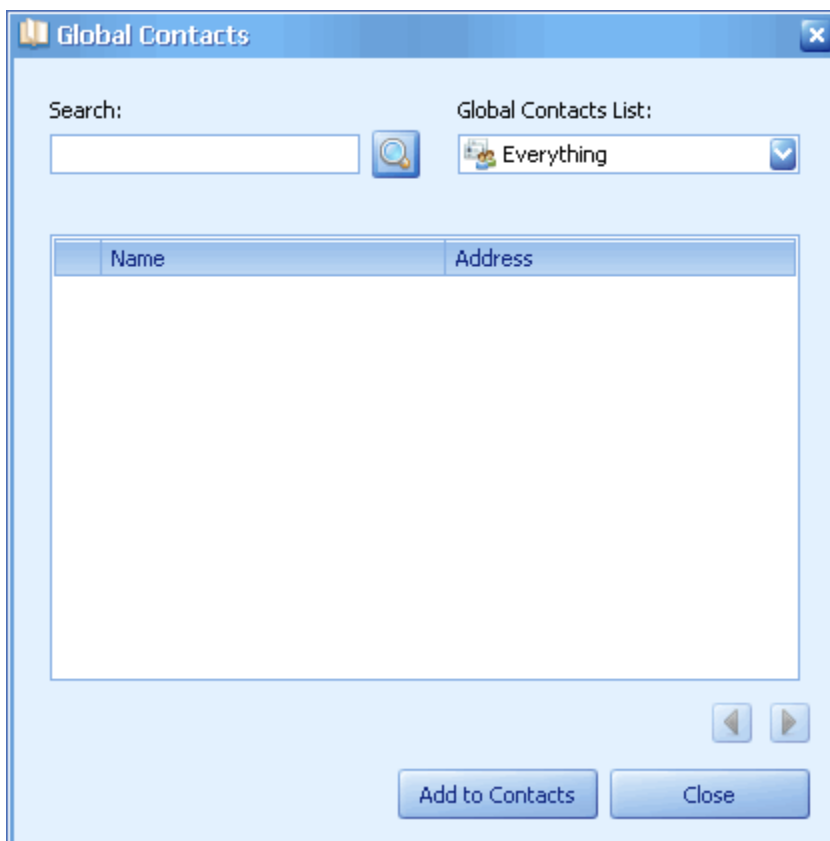 Global Contacts
Search: Global Contacts List:
Everything
Name Address
Add to Contacts Close